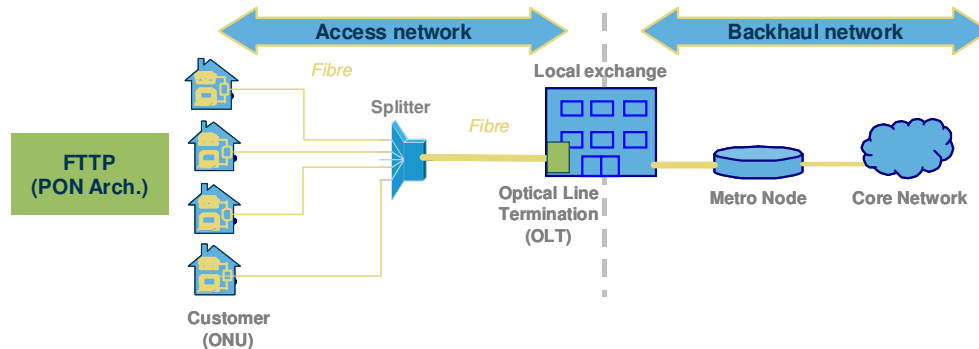 Access network
Backhaul network
Fibre
Local exchange
Splitter
Fibre
FTTP
(PON Arch.)
Optical Line
Termination
(OLT)
Metro Node
Core Network
Customer
(ONU)